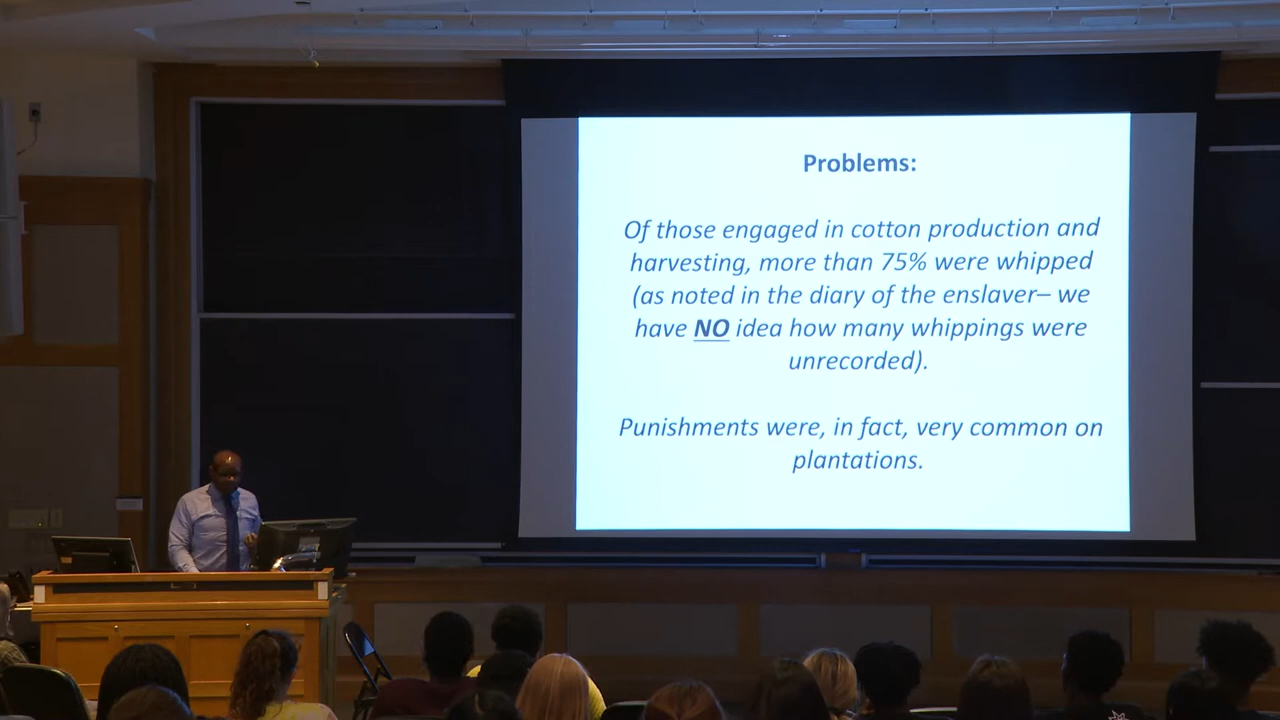 Problems:
Of those engaged in cotton production and
harvesting, more than 75% were whipped
(as noted in the diary of the enslaver– we
have NO idea how many whippings were
unrecorded).
Punishments were, in fact, very common on
plantations.